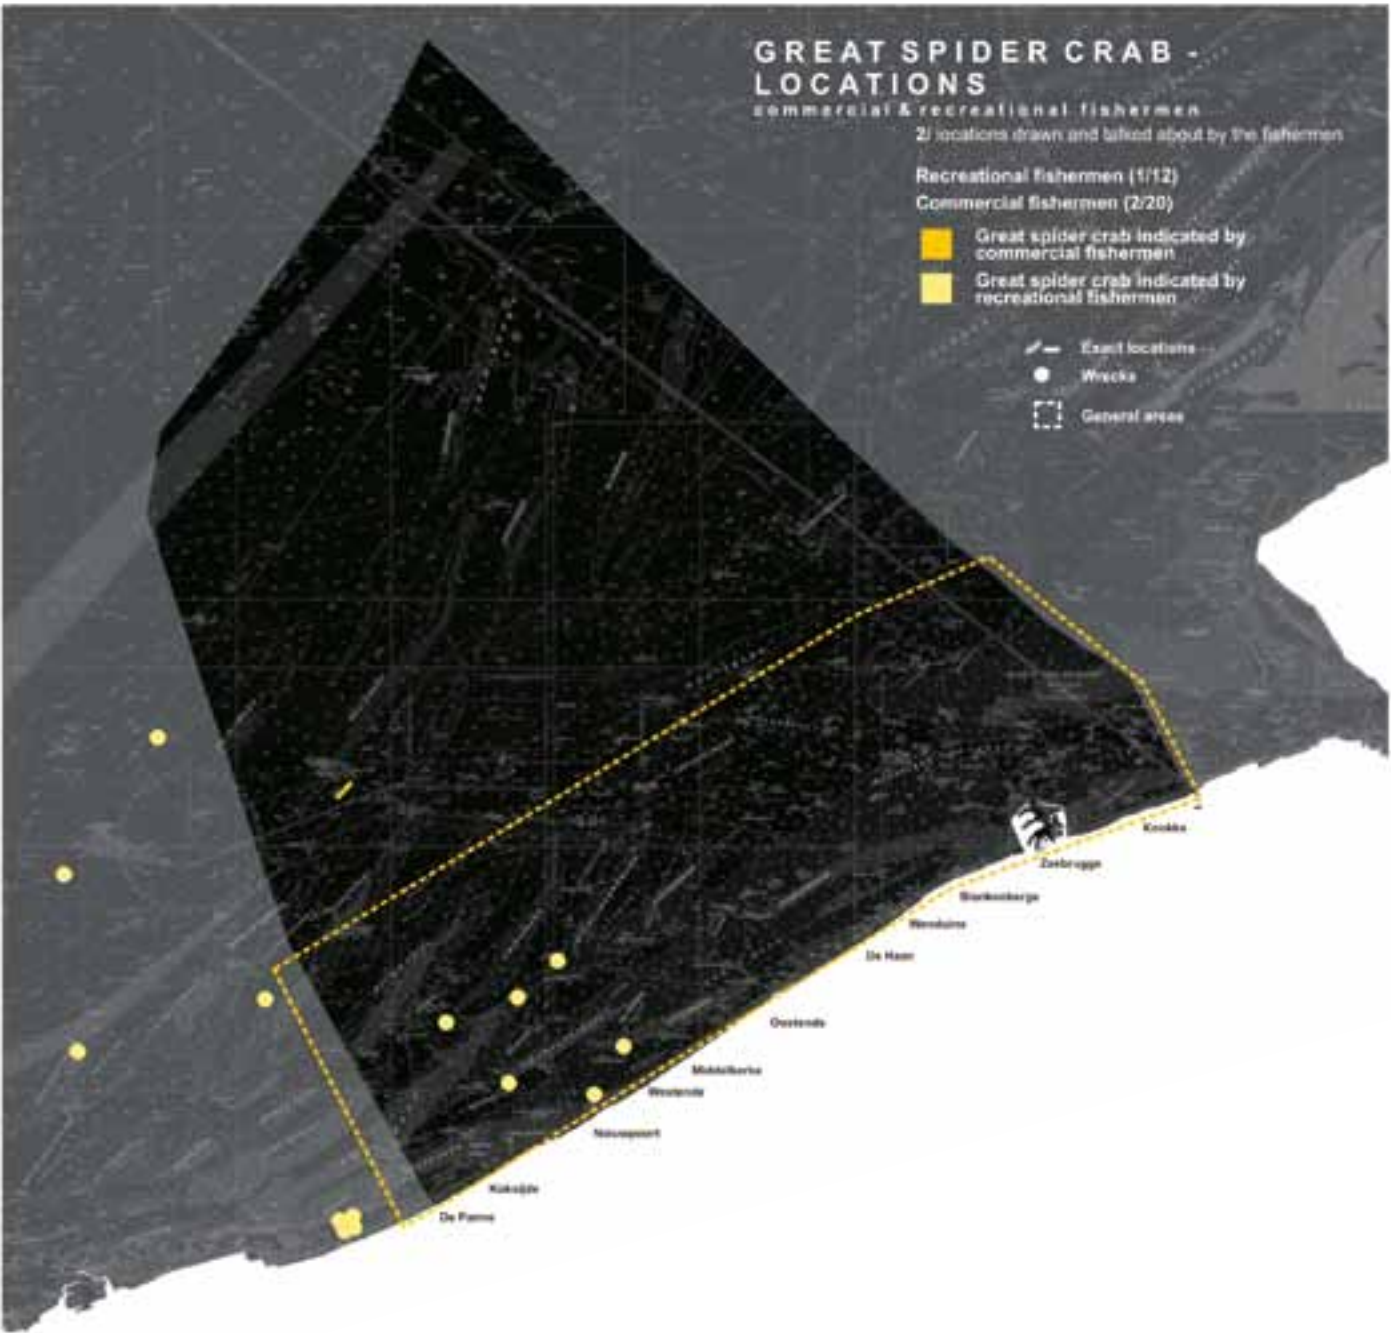 GREAT SPIDER CRAB -
LOCATIONS
commercial & recreational fishermen
2/ locations drawn and talked about by the fishermen
Recreational fishermen (1/12)
Commercial fishermen (2/20)
Great spider crab indicated by
commercial fishermen
Great spider crab indicated by
recreational fishermen
Exact locations
Wrecks
General areas
Knokke
Zeebrugge
Blankenberge
Wenduine
De Haan
Oostende
Middelkerke
Westende
Nieuwpoort
Koksijde
De Panne